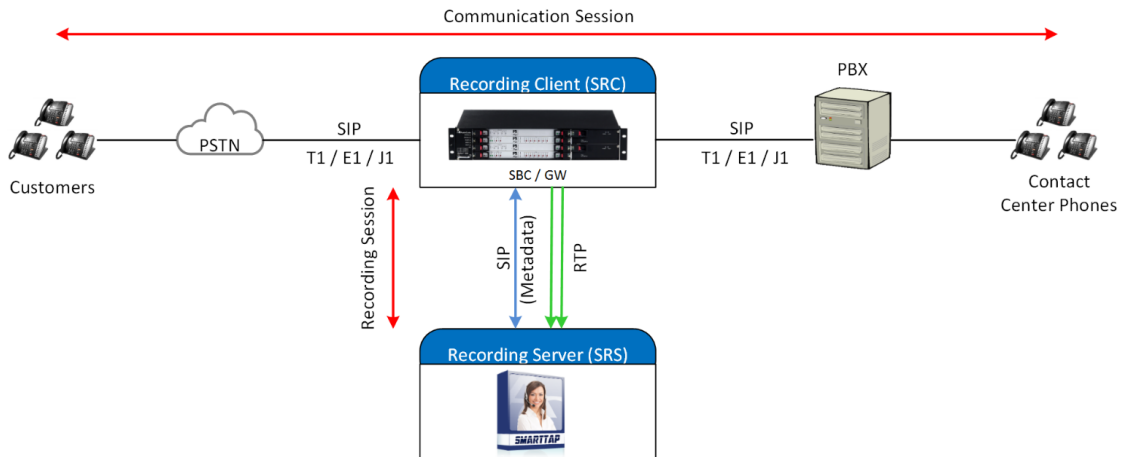 Communication Session
Recording Client (SRC)
PBX
PSTN
SIP
T1 / E1 / J1
SBC / GW
SIP
T1 / E1 / J1
Customers
Contact
Center Phones
Recording Session
SIP
(Metadata)
RTP
Recording Server (SRS)
SMARTTAP